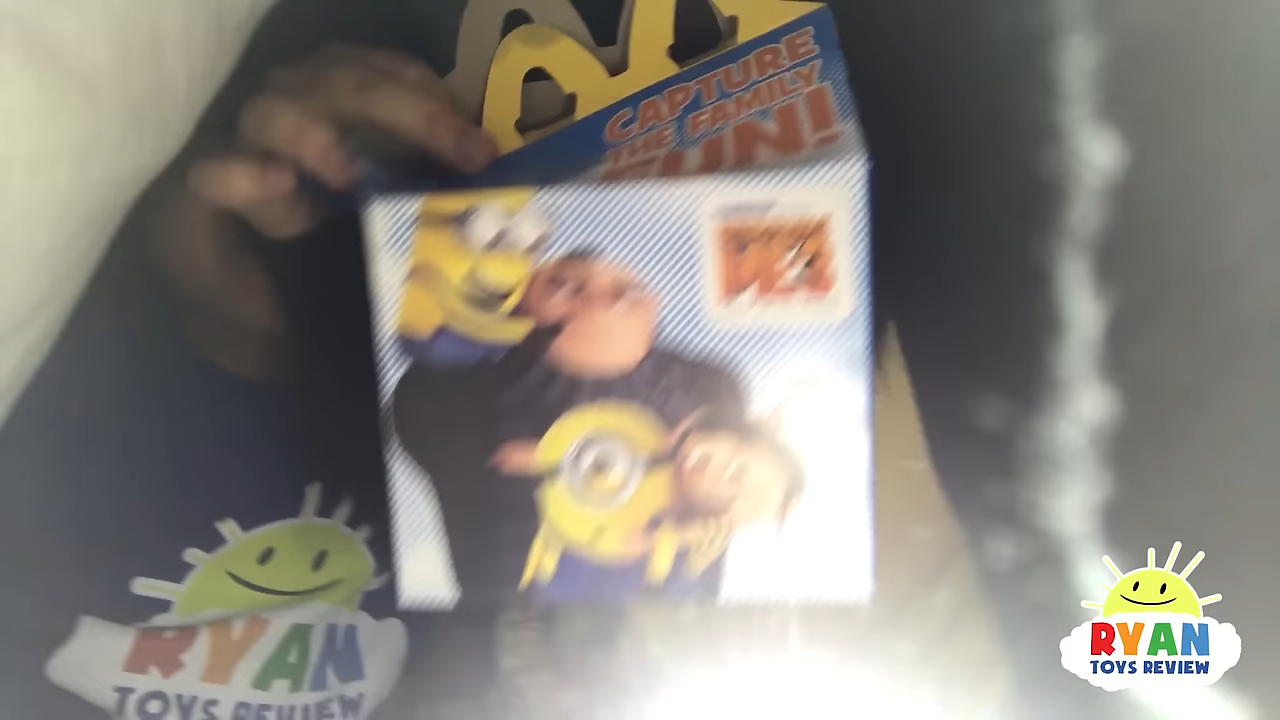 CAPTURE
THE FAMILY
FUN!
RYAN
TOYS REVIEW
RYAN
TOYS REVIEW